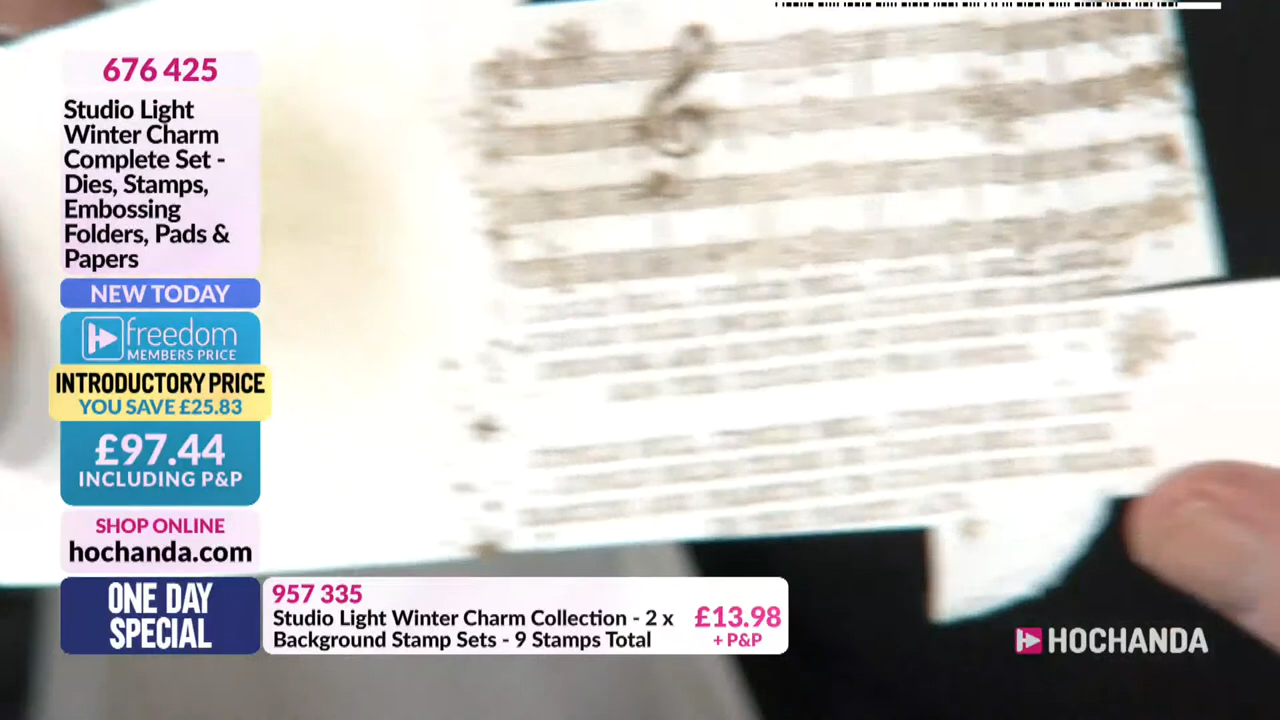 676 425
Studio Light
Winter Charm
Complete Set -
Dies, Stamps,
Embossing
Folders, Pads &
Papers
NEW TODAY
freedom
MEMBERS PRICE
INTRODUCTORY PRICE
YOU SAVE £25.83
£97.44
INCLUDING P&P
SHOP ONLINE
hochanda.com
ONE DAY
SPECIAL
957 335
Studio Light Winter Charm Collection - 2 x
Background Stamp Sets - 9 Stamps Total
£13.98
+ P&P
HOCHANDA